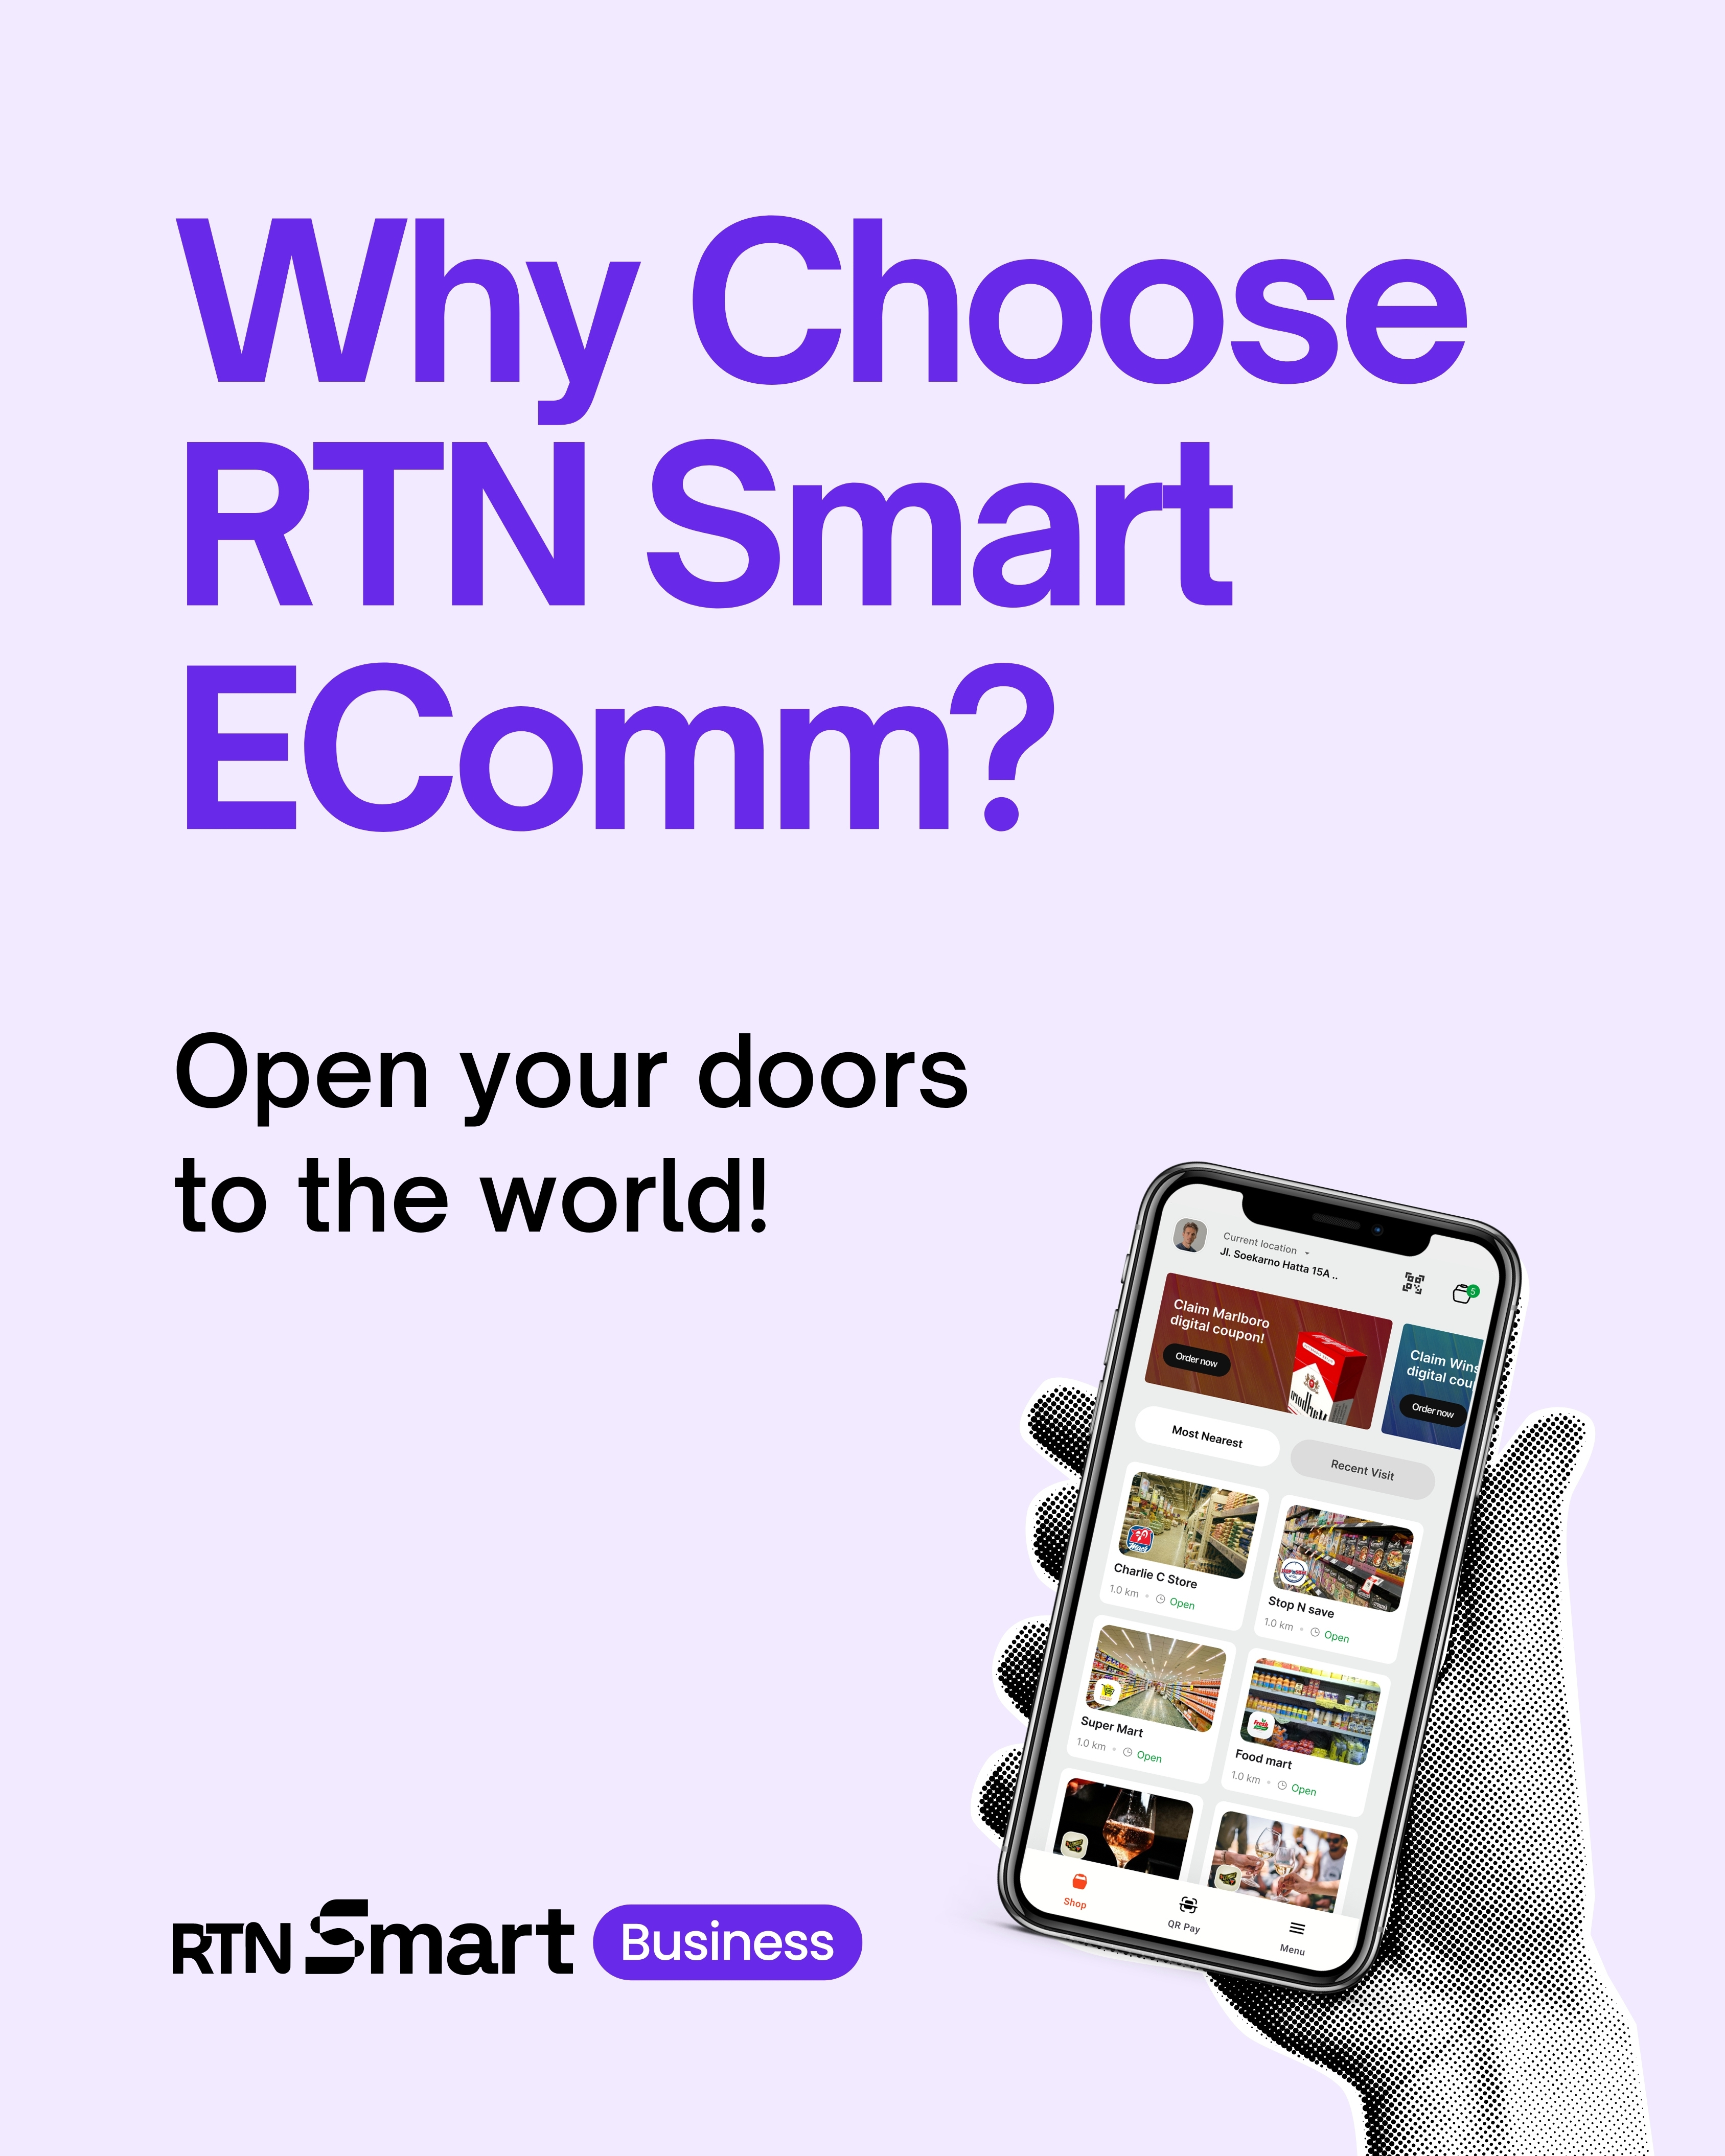 Why Choose
RTN Smart
EComm?
Open your doors
to the world!
Current location
Jl. Soekarno Hatta 15A ..
5
Claim Marlboro
digital coupon!
Order now
Marlboro
Claim Wins
digital cou
Order now
Most Nearest
Recent Visit
Charlie C Store
1.0 km
Open
Stop N save
1.0 km
Open
Super Mart
1.0 km
Open
Food mart
1.0 km
Open
Fresh
Shop
QR Pay
Menu
RTN Smart Business